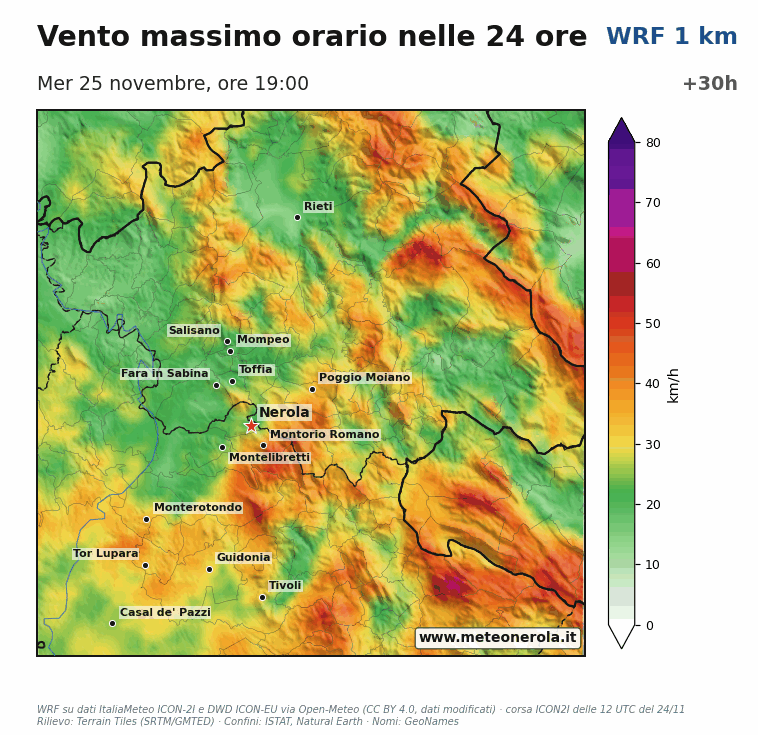 Vento massimo orario nelle 24 ore WRF 1 km
Mer 25 novembre, ore 19:00 +30h
80
70
60
50
40
30
20
10
0
km/h
Rieti
Salisano
Mompeo
Toffia
Fara in Sabina
Poggio Moiano
Nerola
Montorio Romano
Montelibretti
Monterotondo
Tor Lupara
Guidonia
Tivoli
Casal de' Pazzi
www.meteonerola.it
WRF su dati ItaliaMeteo ICON-2I e DWD ICON-EU via Open-Meteo (CC BY 4.0, dati modificati) · corsa ICON2I delle 12 UTC del 24/11
Rilievo: Terrain Tiles (SRTM/GMTED) · Confini: ISTAT, Natural Earth · Nomi: GeoNames